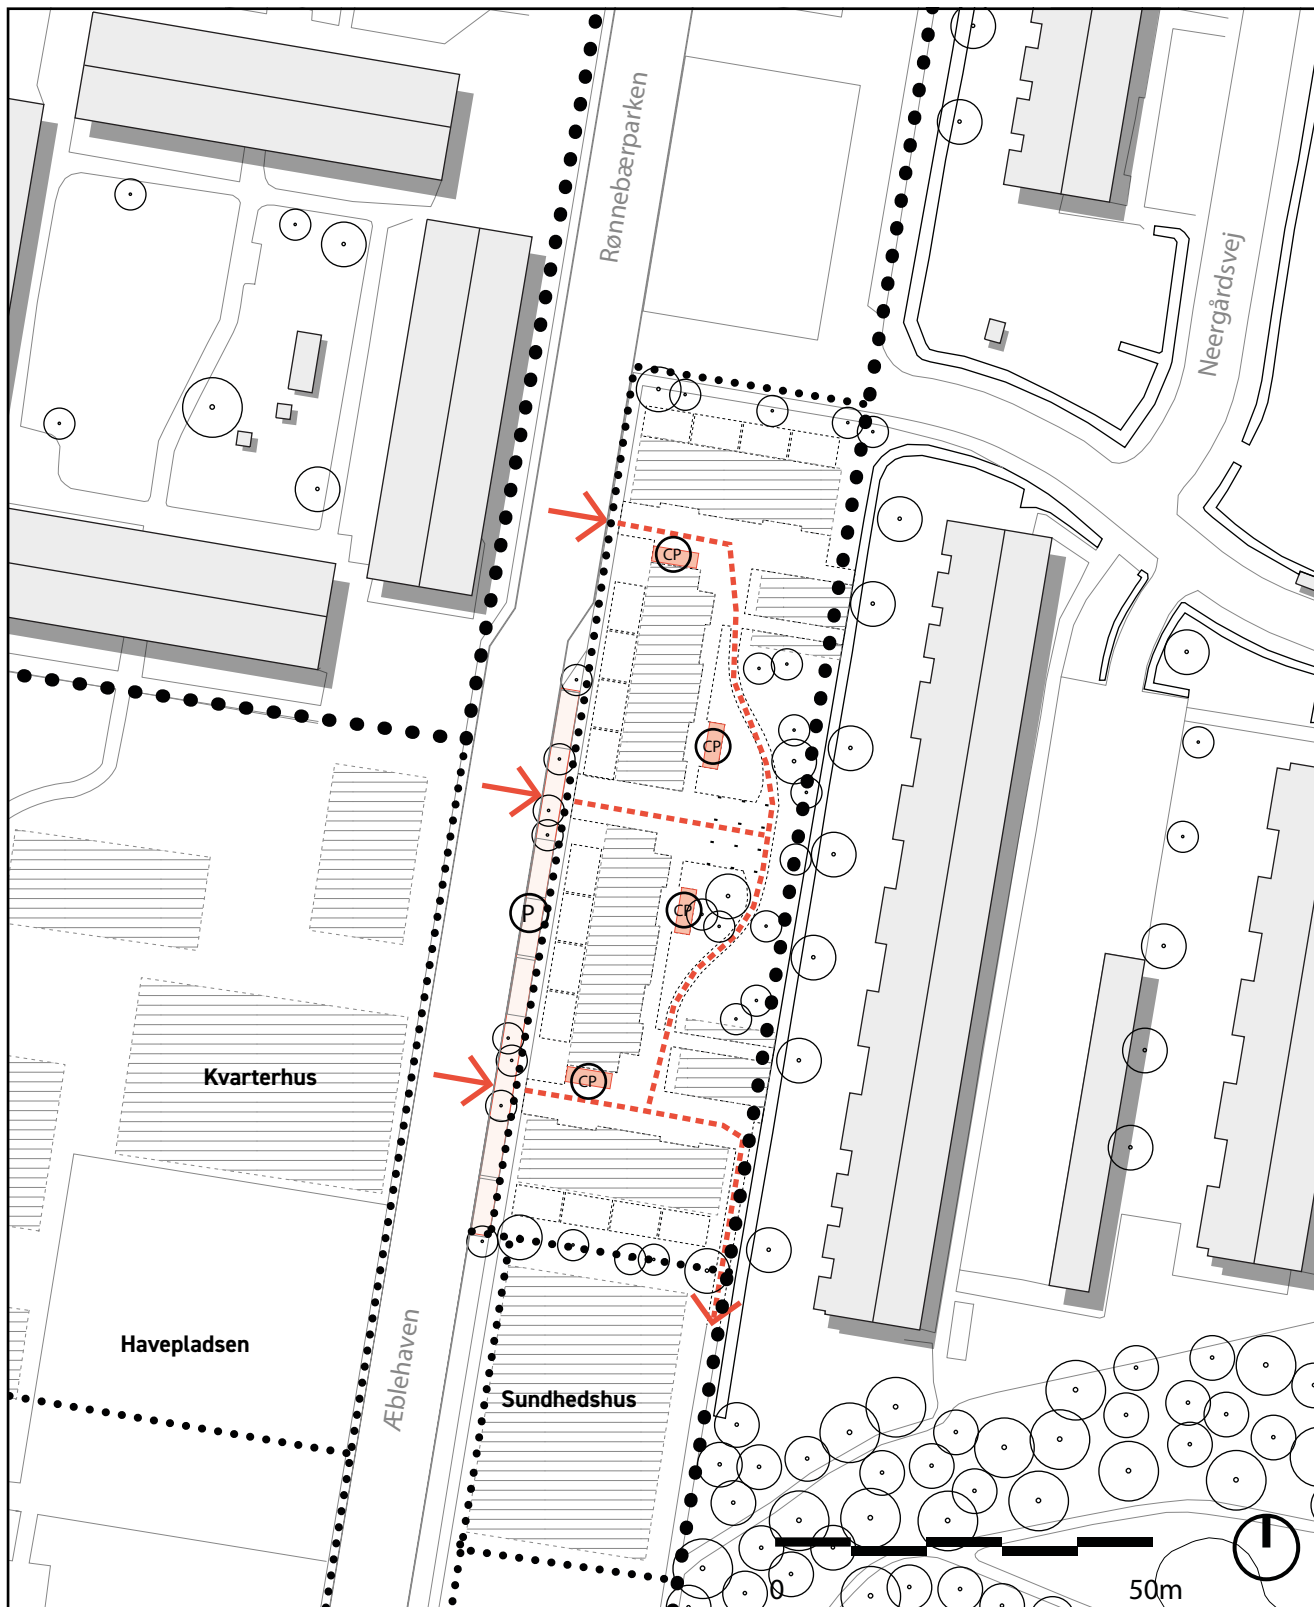 Rønnebærparken
Neergårdsvej
CP
CP
CP
P
CP
Kvarterhus
Havepladsen
Æblehaven
Sundhedshus
0
50m